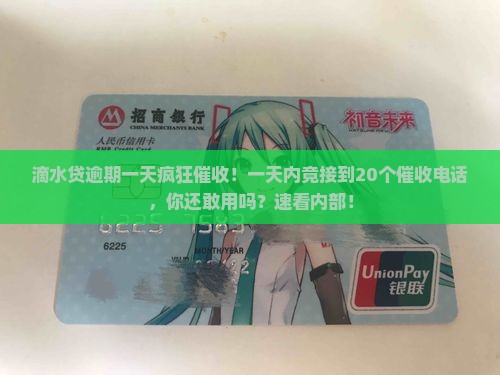 招商银行
CHINA MERCHANTS BANK
初音未来
人民币信用卡
RMB Credit Card
滴水贷逾期一天疯狂催收！一天内竞接到20个催收电话
，你还敢用吗？速看内部！
6225
6225
MONTH/YEAR
UnionPay
银联